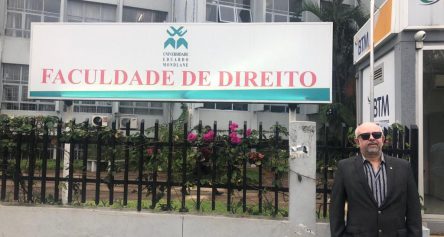 UNIVERSIDADE
EDUARDO
MONDLANE
FACULDADE DE DIREITO
BTM
BTM